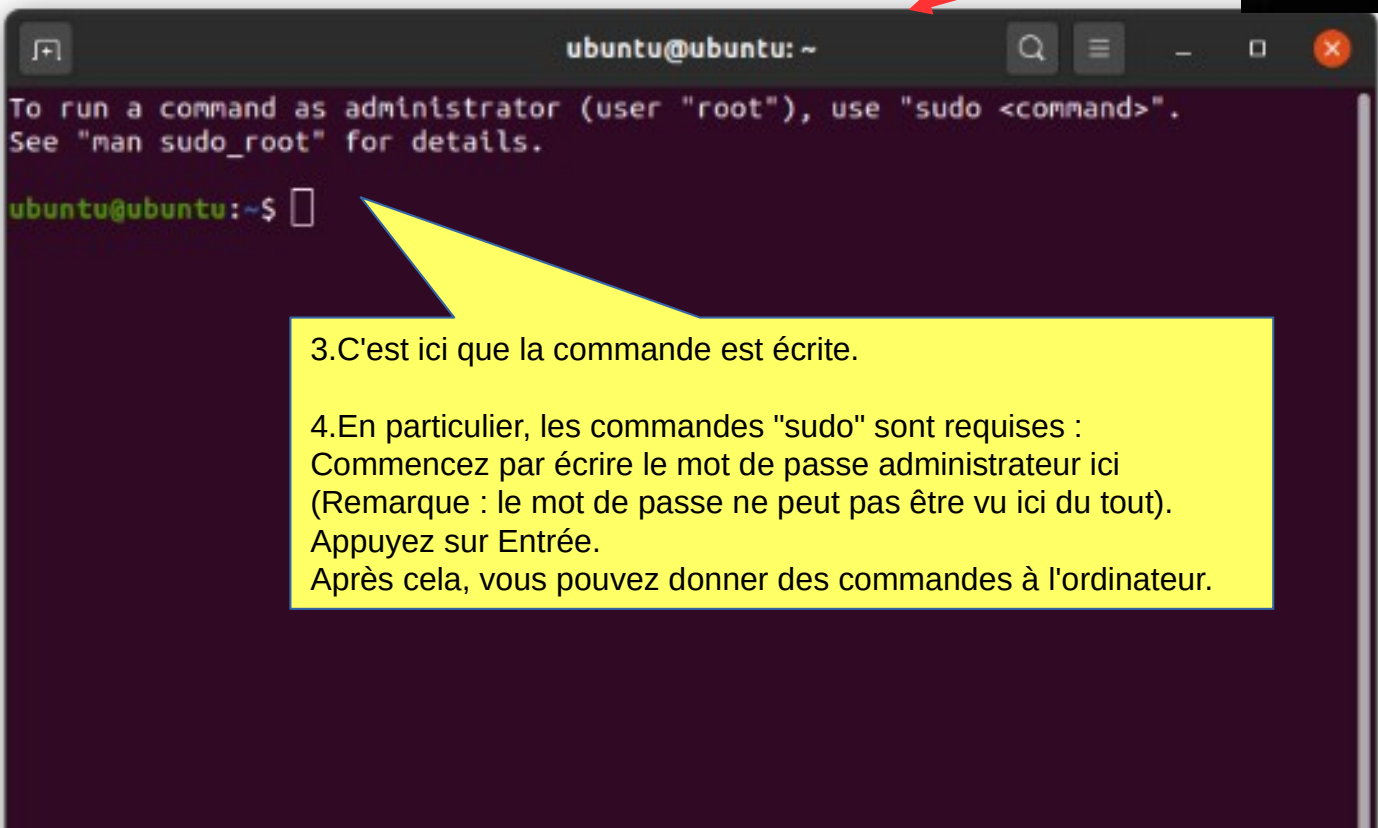 ubuntu@ubuntu: ~
To run a command as administrator (user "root"), use "sudo <command>".
See "man sudo_root" for details.
ubuntu@ubuntu:~$
3.C'est ici que la commande est écrite.
4.En particulier, les commandes "sudo" sont requises :
Commencez par écrire le mot de passe administrateur ici
(Remarque : le mot de passe ne peut pas être vu ici du tout).
Appuyez sur Entrée.
Après cela, vous pouvez donner des commandes à l'ordinateur.